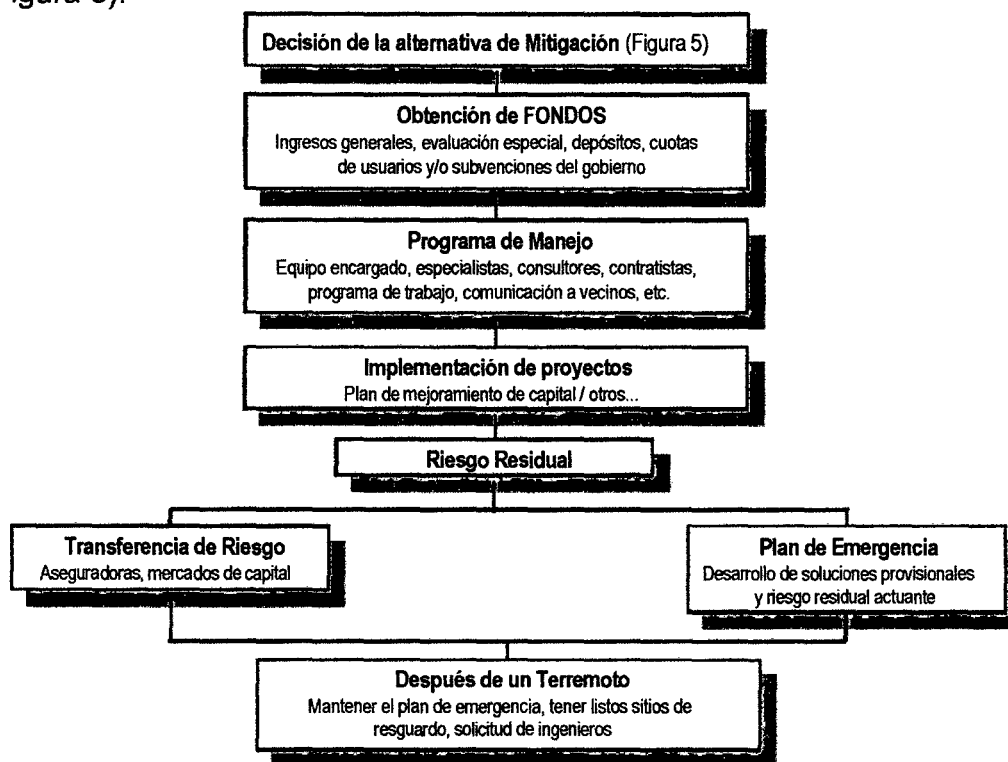 Decisión de la alternativa de Mitigación (Figura 5)
Obtención de FONDOS
Ingresos generales, evaluación especial, depósitos, cuotas
de usuarios y/o subvenciones del gobierno
Programa de Manejo
Equipo encargado, especialistas, consultores, contratistas,
programa de trabajo, comunicación a vecinos, etc.
Implementación de proyectos
Plan de mejoramiento de capital / otros...
Riesgo Residual
Transferencia de Riesgo
Aseguradoras, mercados de capital
Plan de Emergencia
Desarrollo de soluciones provisionales
y riesgo residual actuante
Después de un Terremoto
Mantener el plan de emergencia, tener listos sitios de
resguardo, solicitud de ingenieros